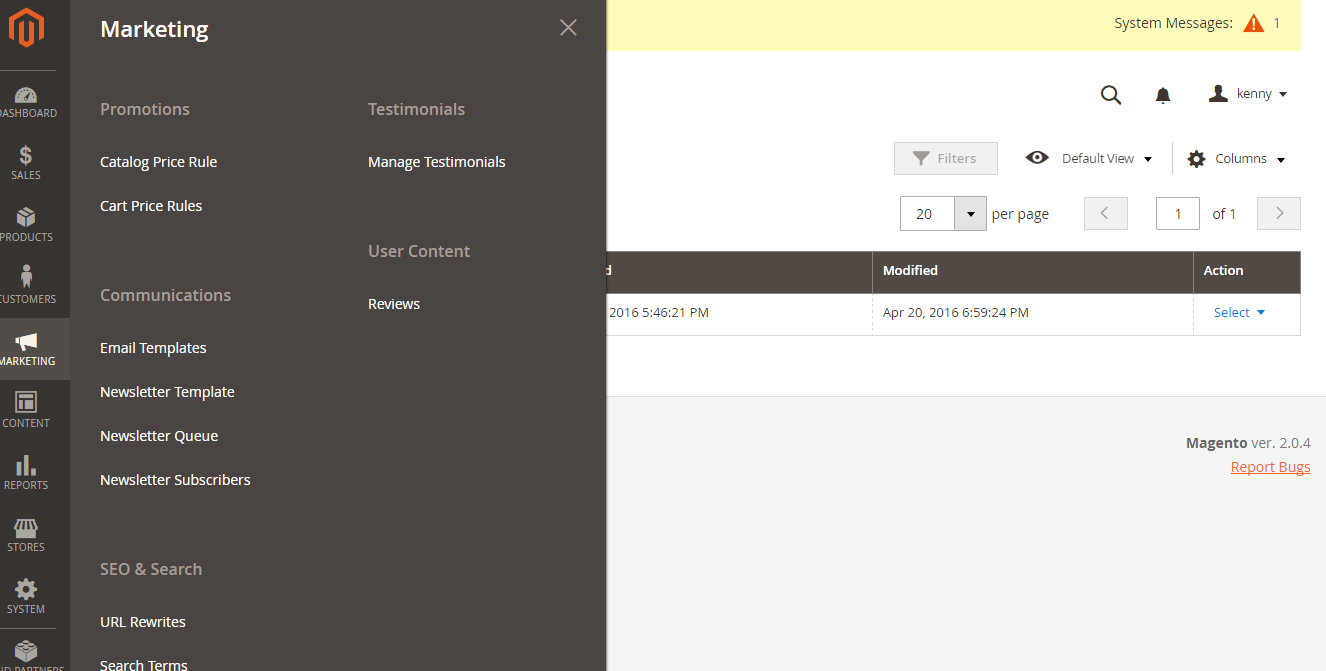 DASHBOARD
SALES
PRODUCTS
CUSTOMERS
MARKETING
CONTENT
REPORTS
STORES
SYSTEM
Marketing
Promotions
Catalog Price Rule
Cart Price Rules
Communications
Email Templates
Newsletter Template
Newsletter Queue
Newsletter Subscribers
SEO & Search
URL Rewrites
Search Terms
Testimonials
Manage Testimonials
User Content
Reviews
System Messages: 1
kenny
Filters
Default View
Columns
20 per page
1 of 1
Modified Action
2016 5:46:21 PM Apr 20, 2016 6:59:24 PM Select
Magento ver. 2.0.4
Report Bugs